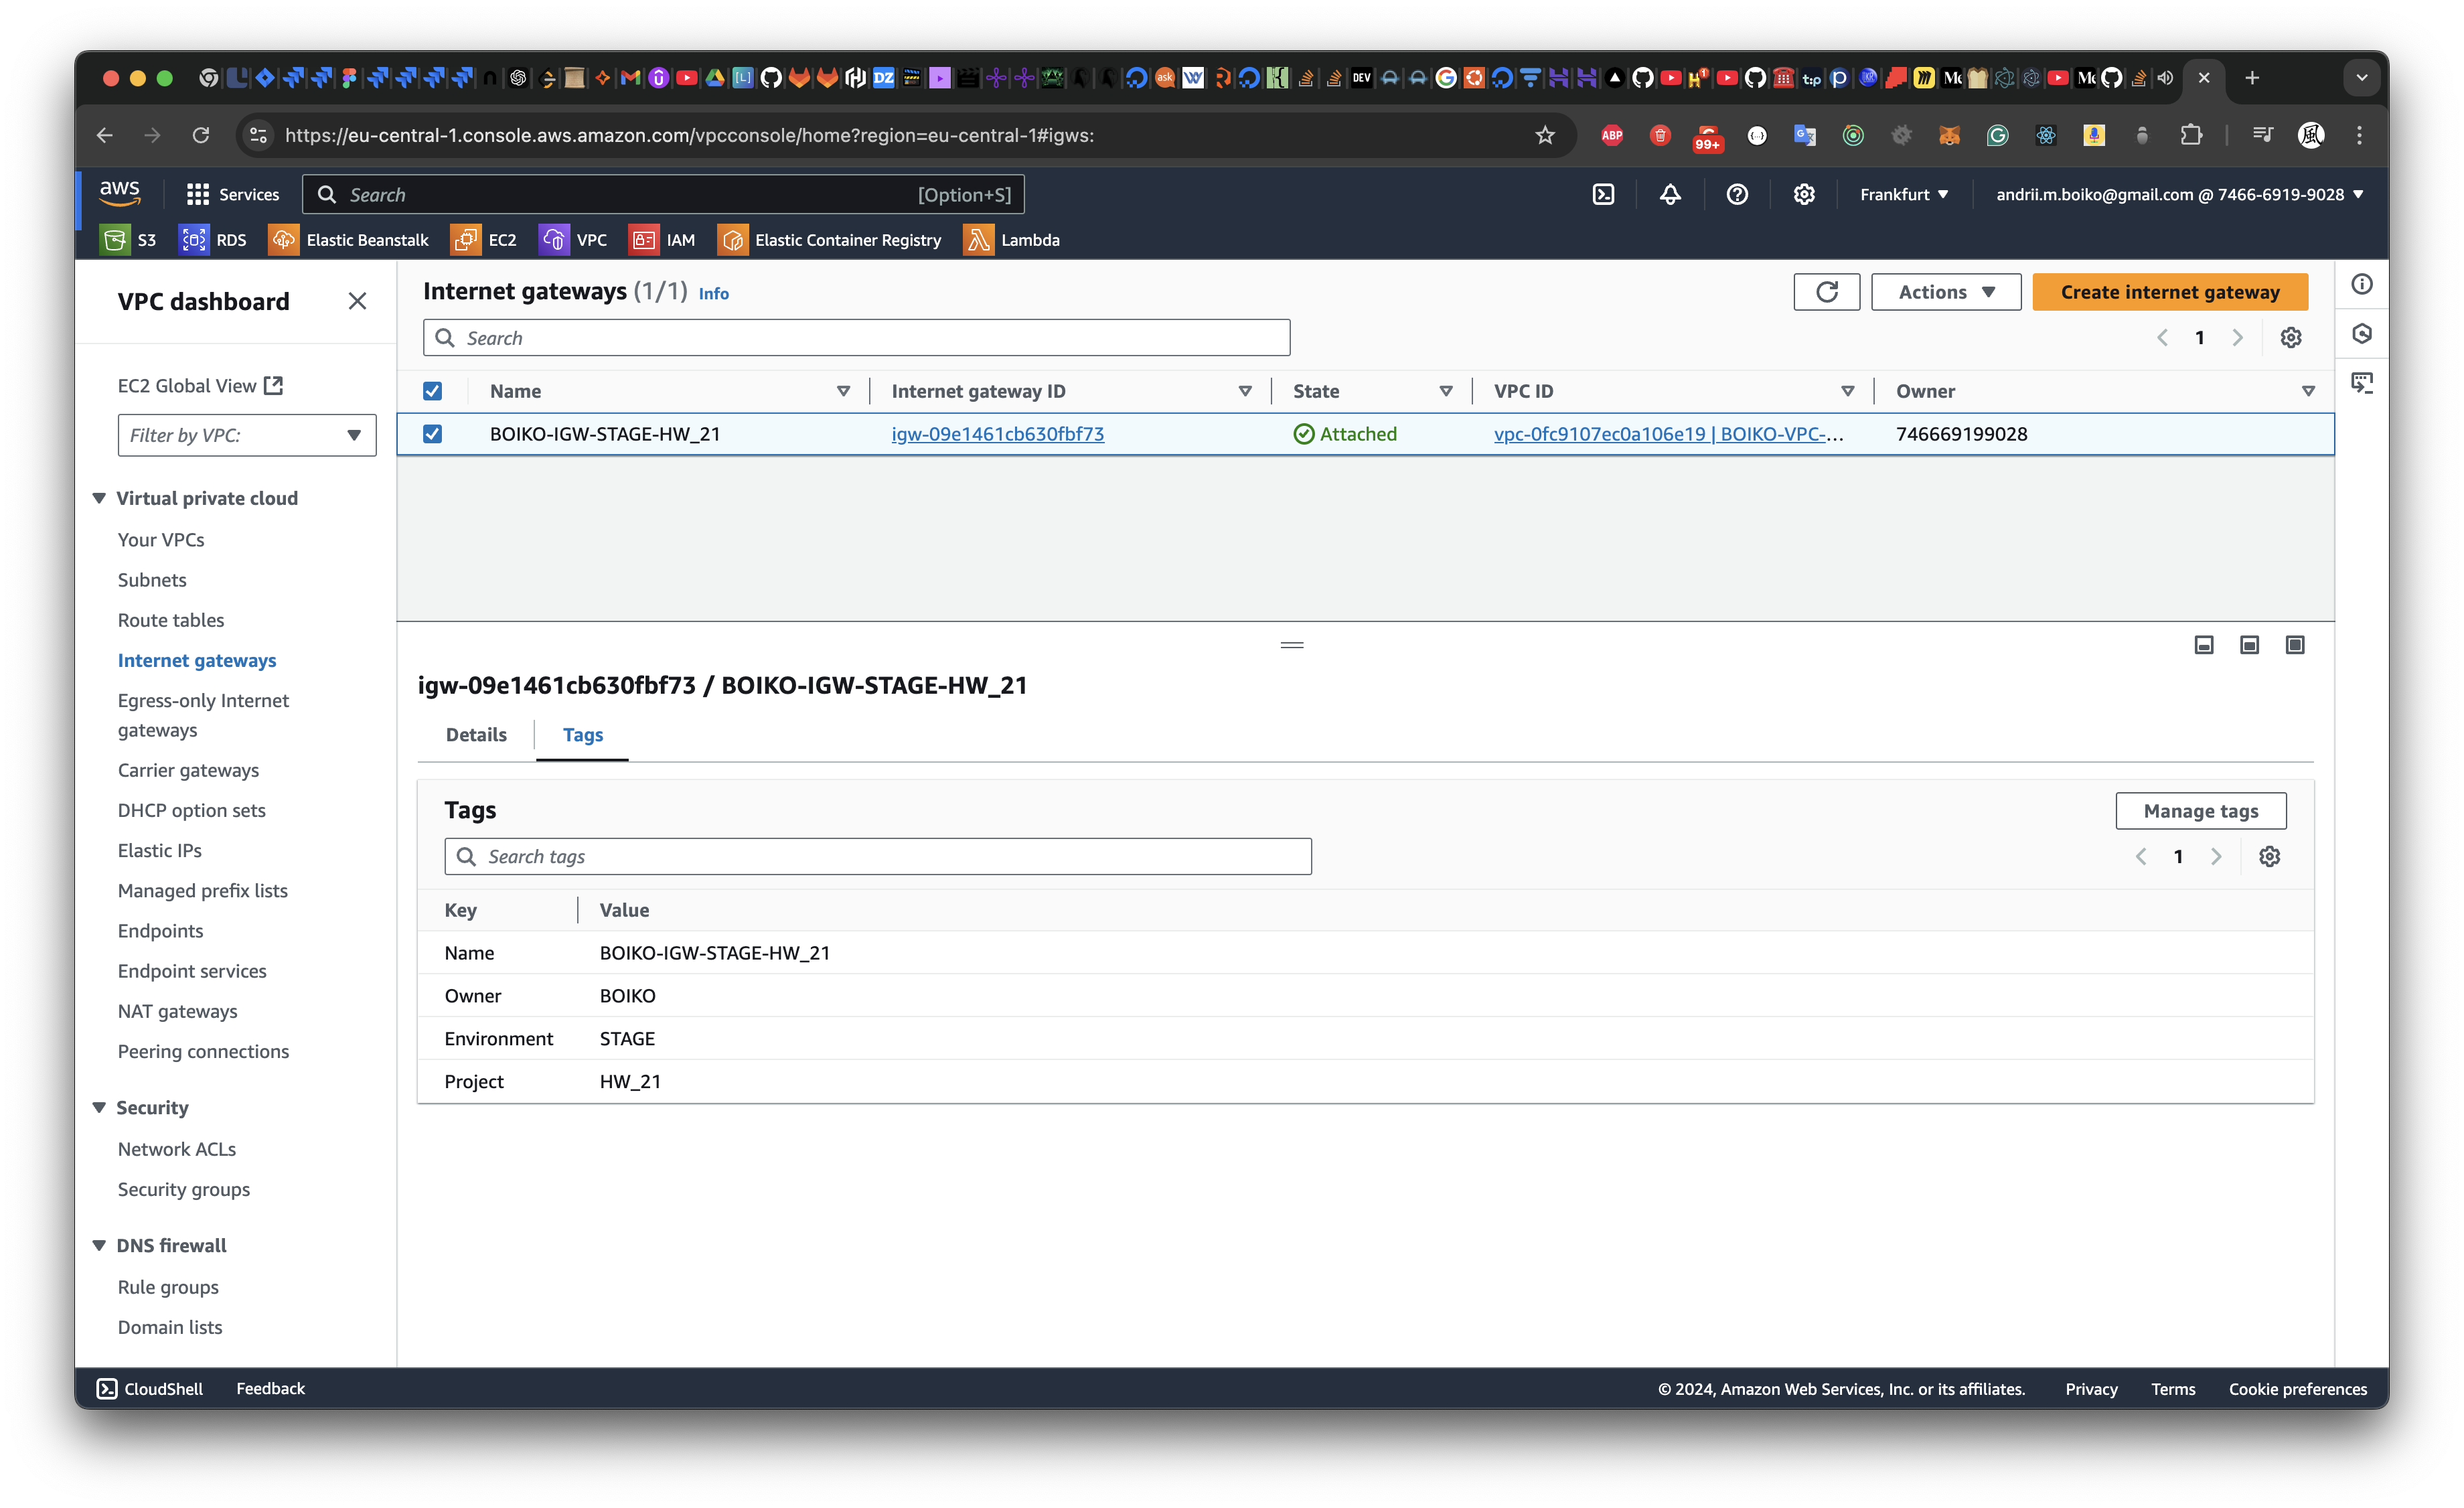 https://eu-central-1.console.aws.amazon.com/vpcconsole/home?region=eu-central-1#igws:
ABP
99+
aws
Services
Search
[Option+S]
Frankfurt
andrii.m.boiko@gmail.com @ 7466-6919-9028
S3 RDS Elastic Beanstalk EC2 VPC IAM Elastic Container Registry Lambda
VPC dashboard
EC2 Global View
Filter by VPC:
Virtual private cloud
Your VPCs
Subnets
Route tables
Internet gateways
Egress-only Internet
gateways
Carrier gateways
DHCP option sets
Elastic IPs
Managed prefix lists
Endpoints
Endpoint services
NAT gateways
Peering connections
Security
Network ACLs
Security groups
DNS firewall
Rule groups
Domain lists
Internet gateways (1/1) Info
Actions
Create internet gateway
Search
1
Name Internet gateway ID State VPC ID Owner
BOIKO-IGW-STAGE-HW_21 igw-09e1461cb630fbf73 Attached vpc-0fc9107ec0a106e19 | BOIKO-VPC-... 746669199028
igw-09e1461cb630fbf73 / BOIKO-IGW-STAGE-HW_21
Details Tags
Tags
Manage tags
Search tags
1
Key Value
Name BOIKO-IGW-STAGE-HW_21
Owner BOIKO
Environment STAGE
Project HW_21
CloudShell Feedback
© 2024, Amazon Web Services, Inc. or its affiliates. Privacy Terms Cookie preferences